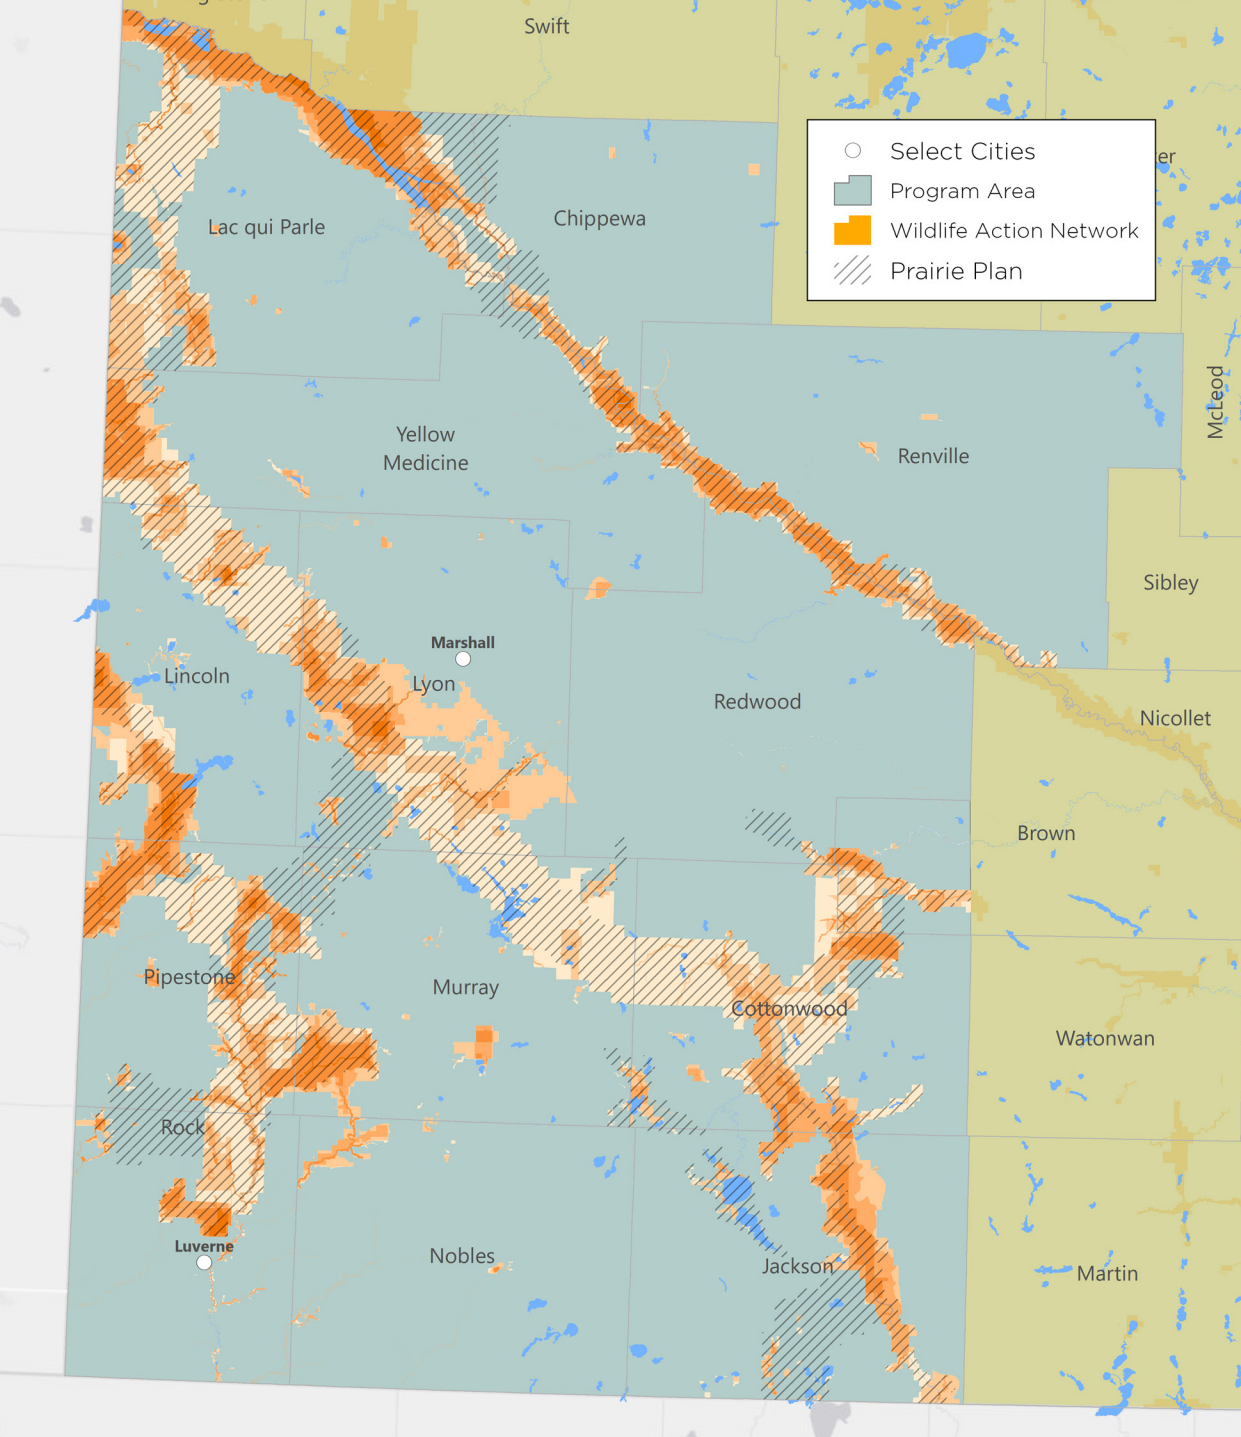 Swift
Select Cities
er
Program Area
Wildlife Action Network
Prairie Plan
Lac qui Parle
Chippewa
McLeod
Yellow
Medicine
Renville
Sibley
Marshall
Lincoln
Lyon
Redwood
Nicollet
Brown
Pipestone
Murray
Cottonwood
Watonwan
Rock
Luverne
Nobles
Jackson
Martin